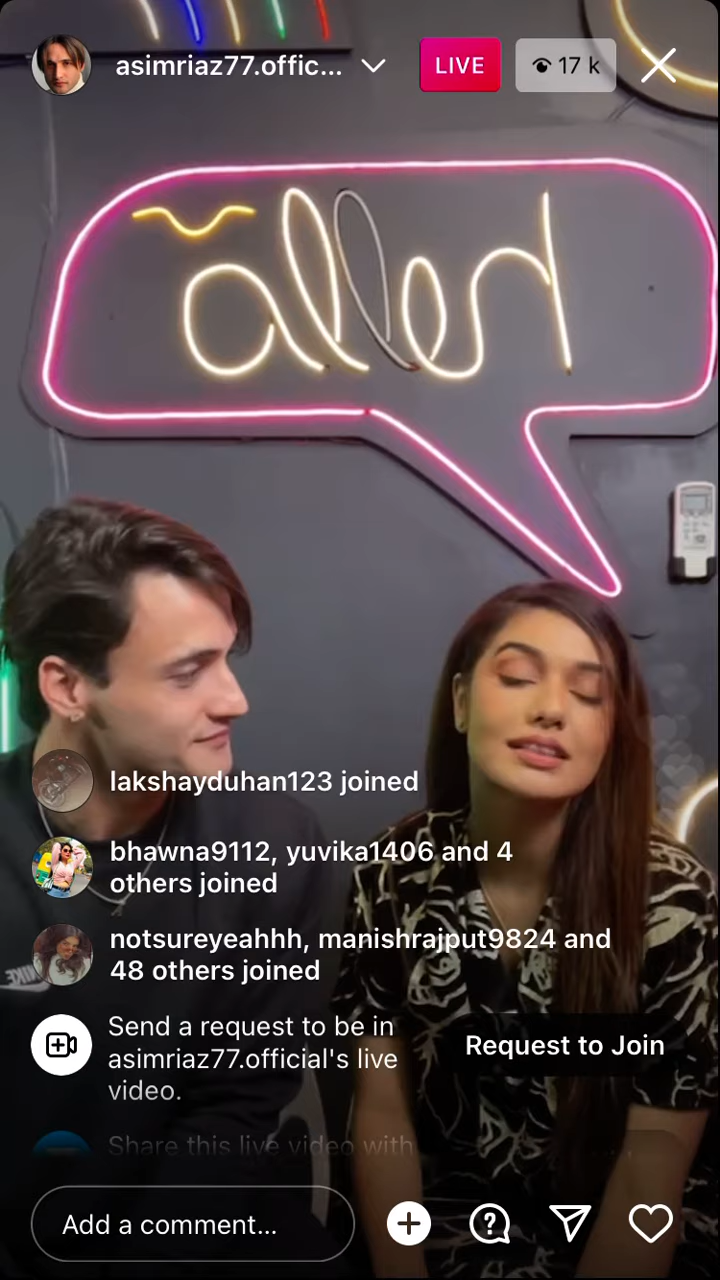 asimriaz77.offic...
LIVE
17 k
lakshayduhan123 joined
bhawna9112, yuvika1406 and 4
others joined
notsureyeahhh, manishrajput9824 and
48 others joined
Send a request to be in
asimriaz77.official's live
video.
Request to Join
Share this live video with
Add a comment...